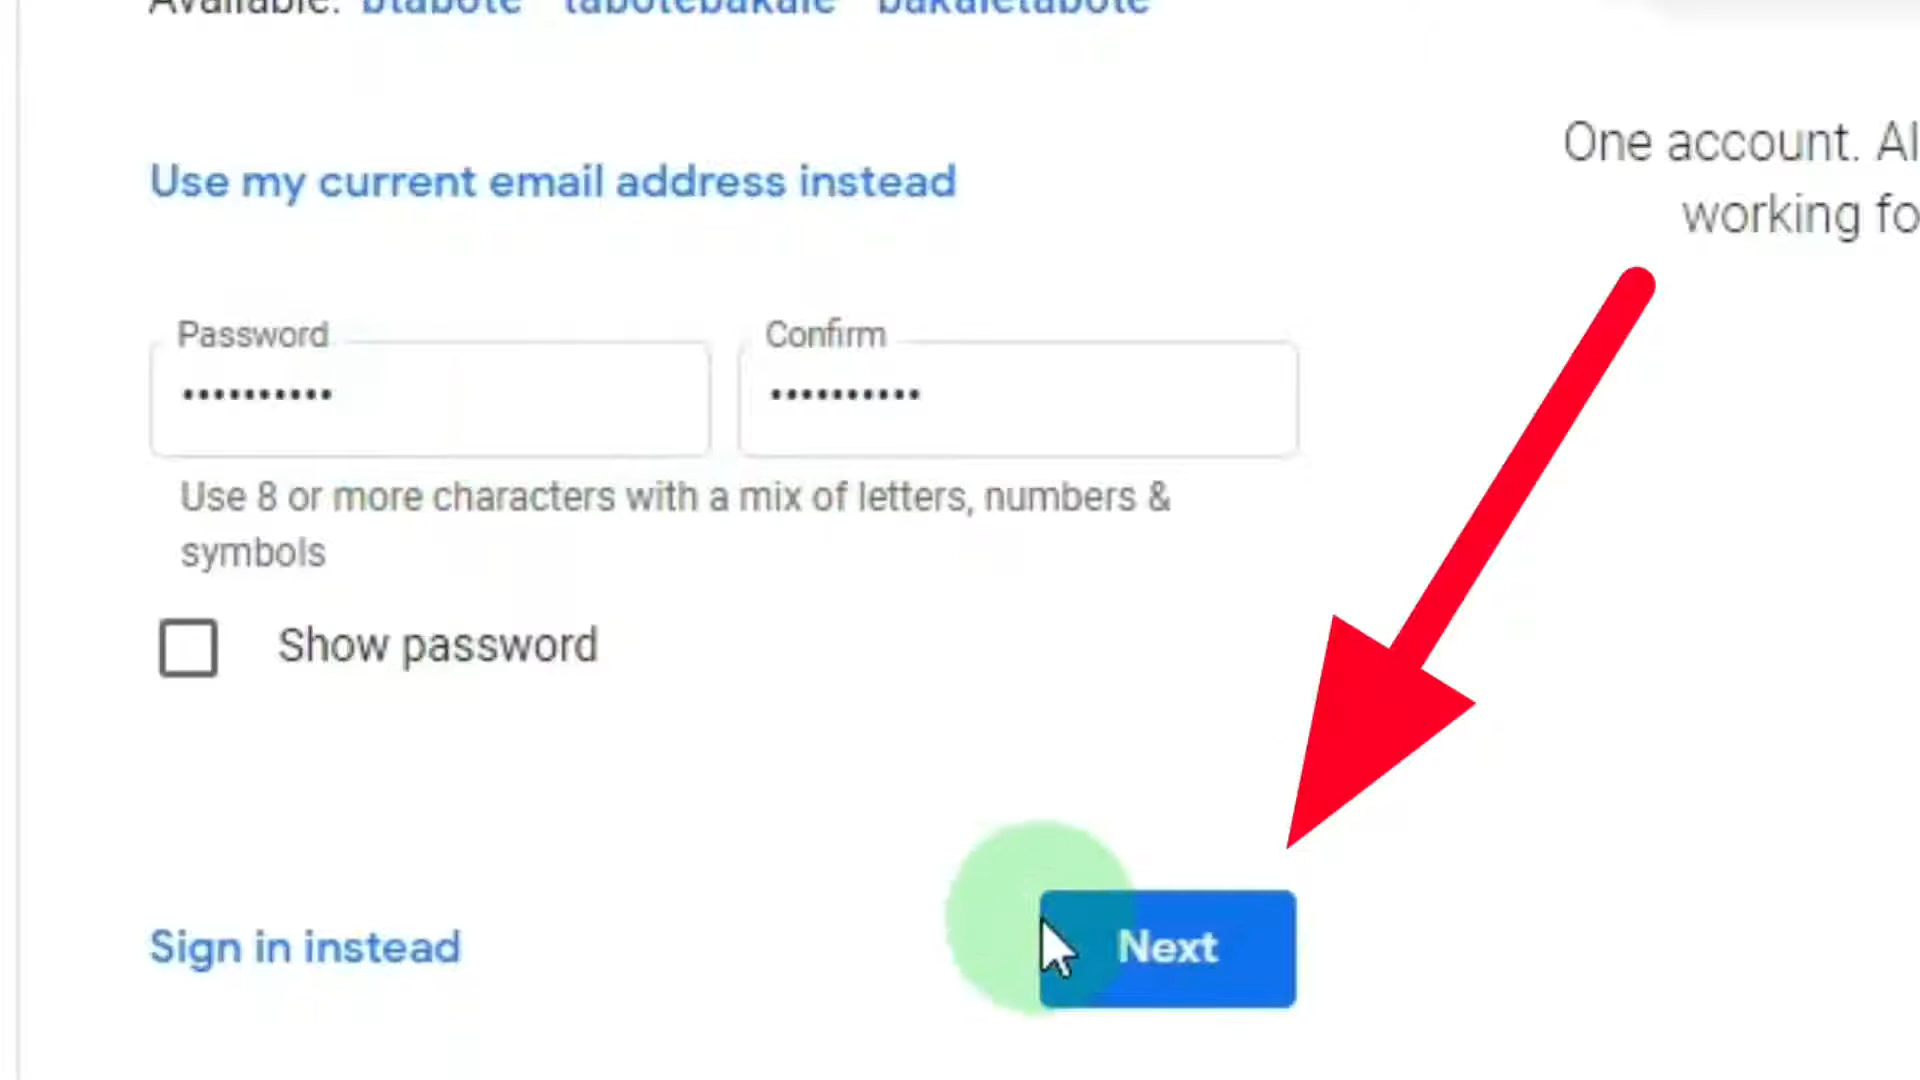 Available: btabote tabotebakale bakaletabote
Use my current email address instead
One account. Al
working fo
Password
Confirm
••••••••••
••••••••••
Use 8 or more characters with a mix of letters, numbers &
symbols
Show password
Sign in instead
Next